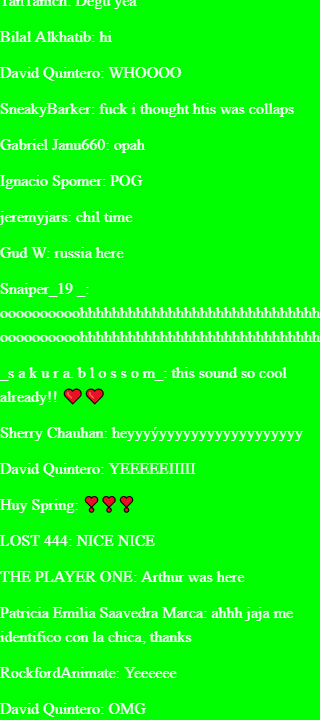 TanTanich: Degu yea
Bilal Alkhatib: hi
David Quintero: WHOOOO
SneakyBarker: fuck i thought htis was collaps
Gabriel Janu660: opah
Ignacio Spomer: POG
jeremyjars: chil time
Gud W: russia here
Snaiper_19 _:
oooooooooohhhhhhhhhhhhhhhhhhhhhhhhhhhhhh
oooooooooohhhhhhhhhhhhhhhhhhhhhhhhhhhhhh
_s a k u r a. b l o s s o m_: this sound so cool
already!! ❤️ ❤️
Sherry Chauhan: heyyyýyyyyyyyyyyyyyyyyyy
David Quintero: YEEEEEIIIII
Huy Spring: ❣️❣️❣️
LOST 444: NICE NICE
THE PLAYER ONE: Arthur was here
Patricia Emilia Saavedra Marca: ahhh jaja me
identifico con la chica, thanks
RockfordAnimate: Yeeeeee
David Quintero: OMG